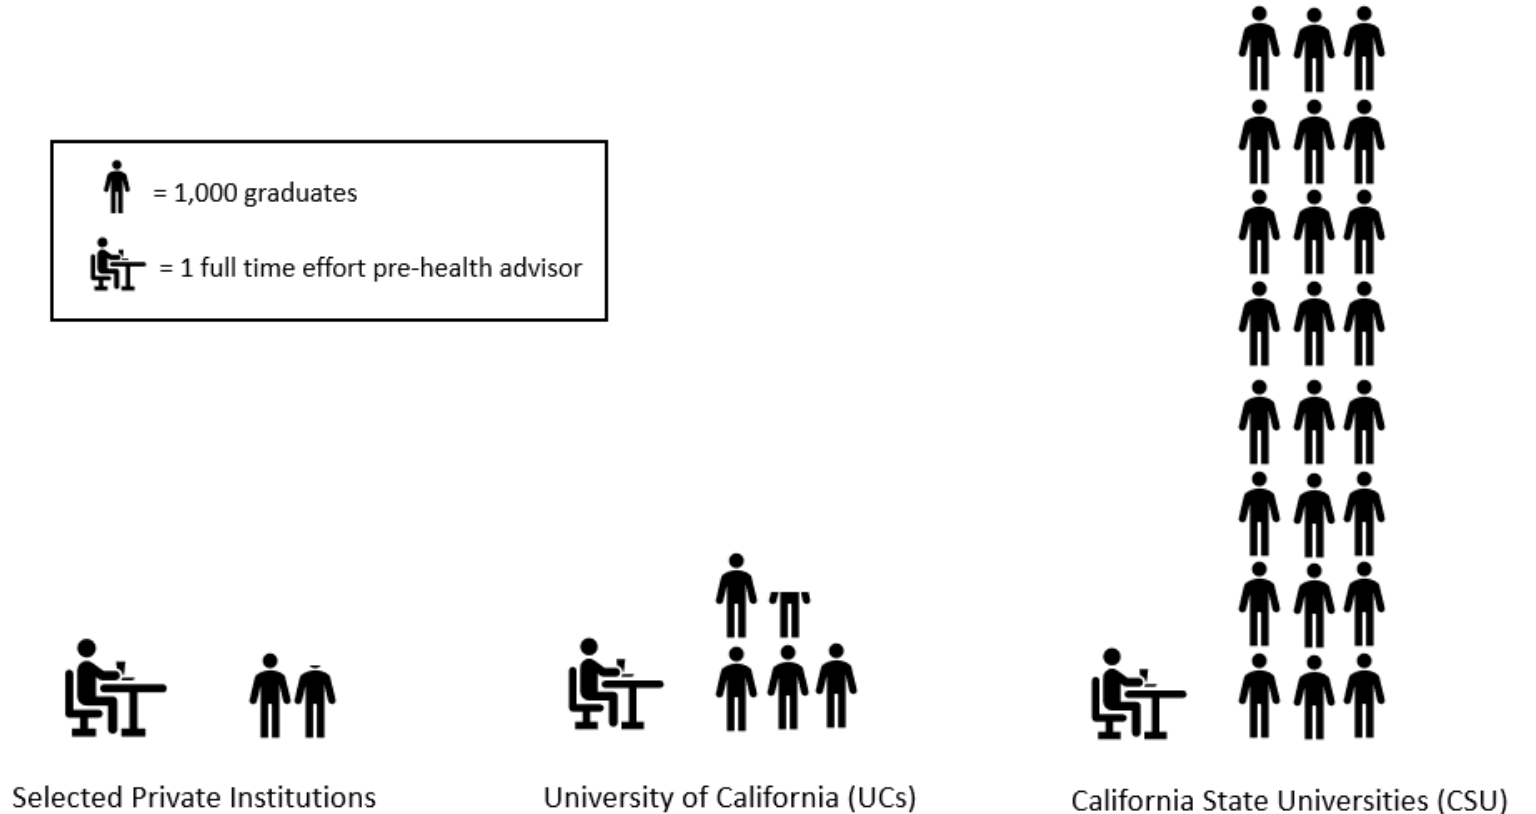 = 1,000 graduates
= 1 full time effort pre-health advisor
Selected Private Institutions
University of California (UCs)
California State Universities (CSU)